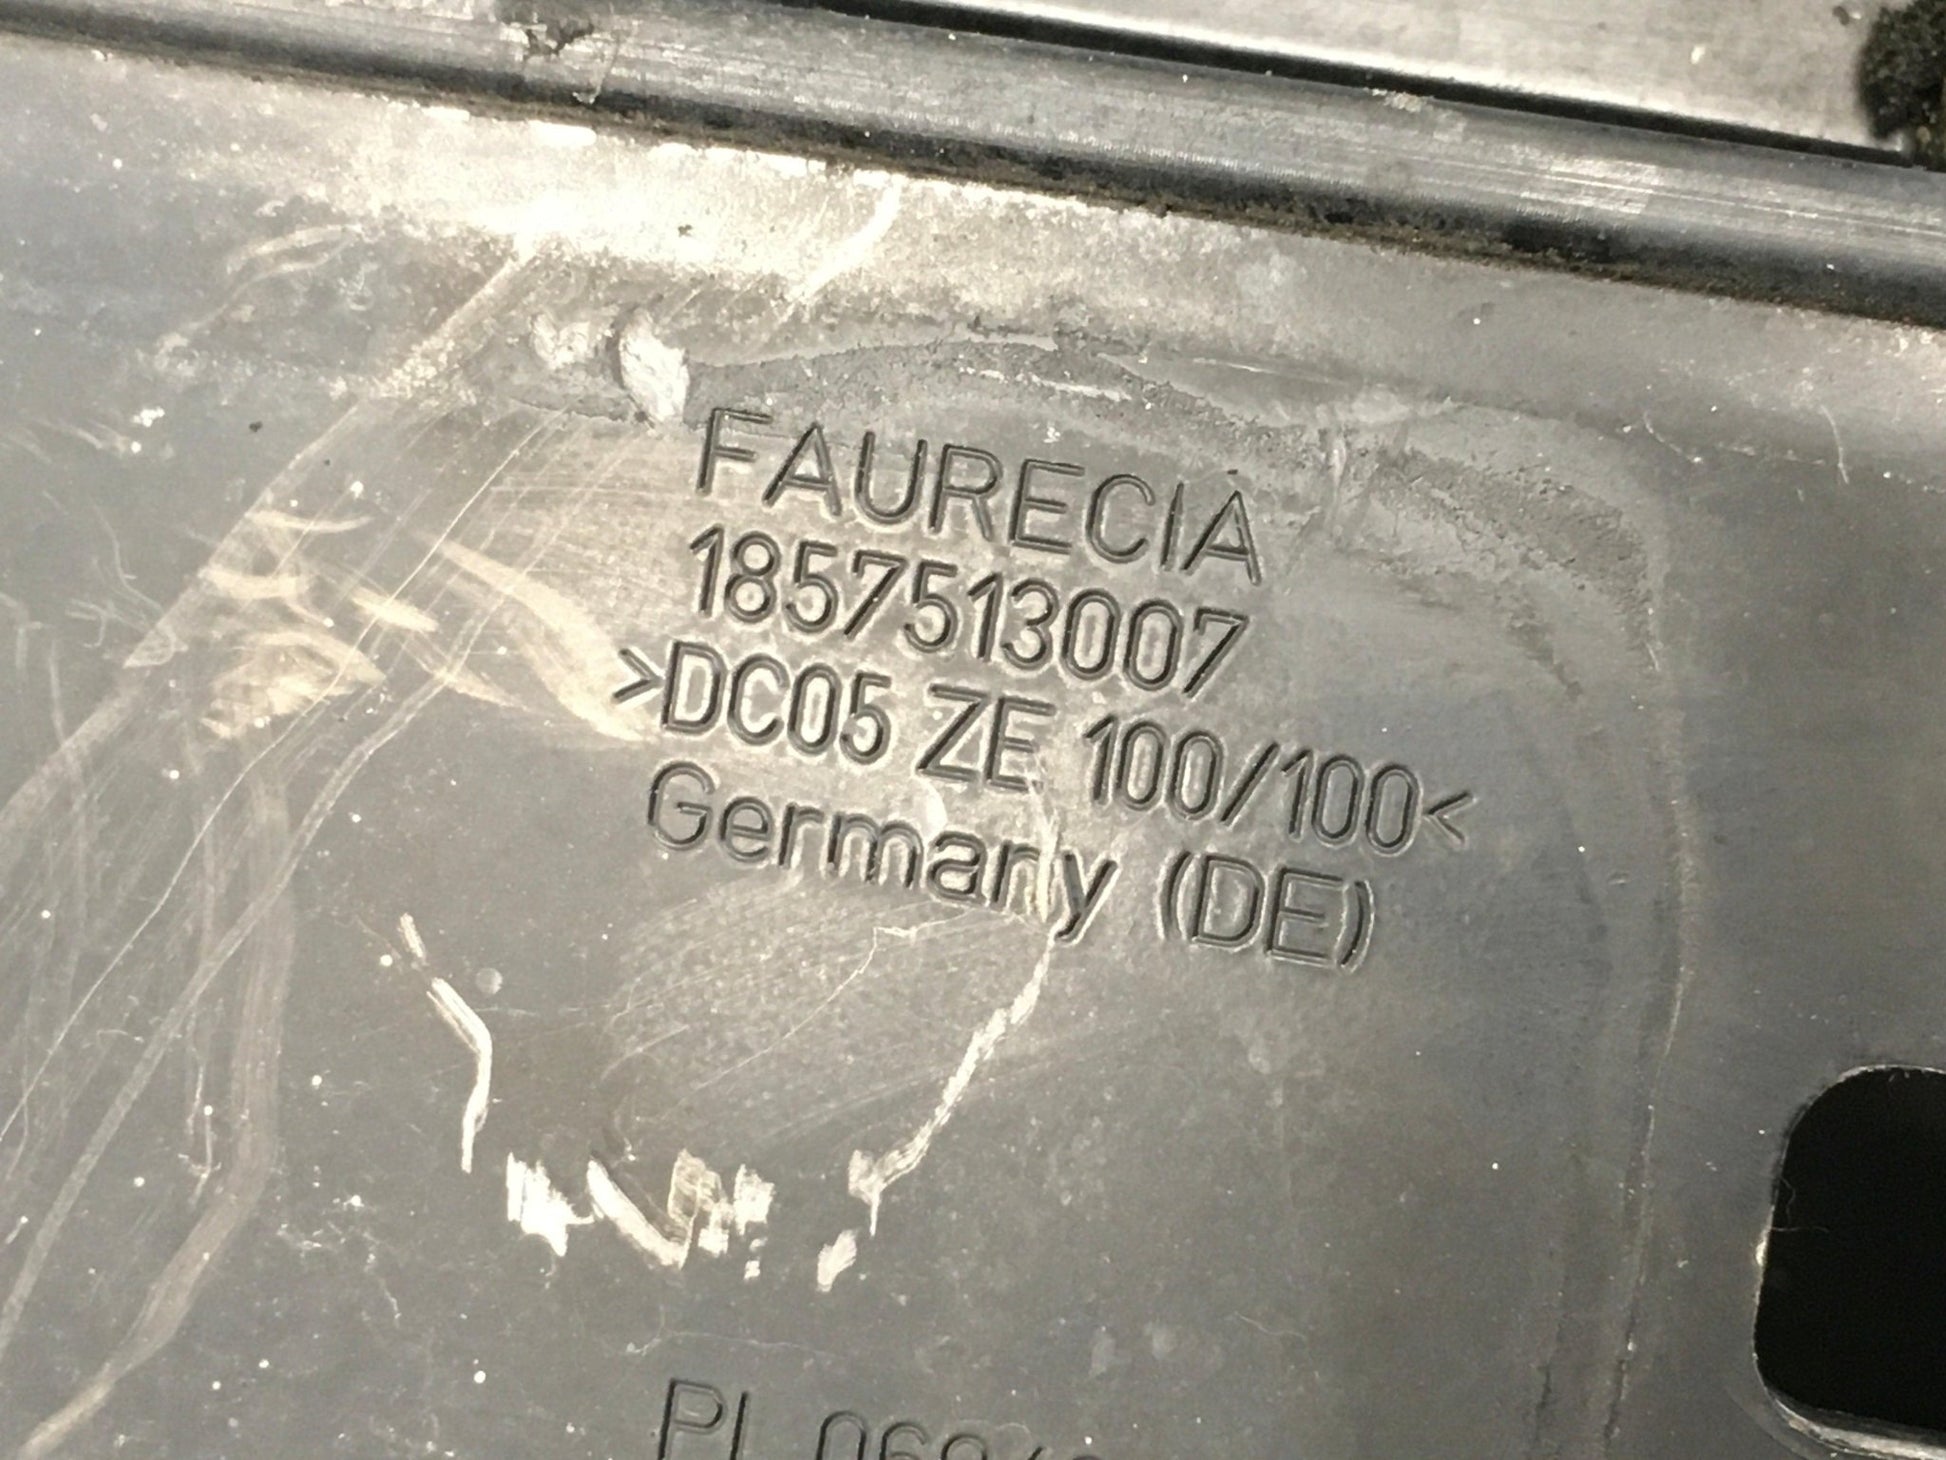 FAURECIA
1857513007
>DC05 ZE 100/100<
Germany (DE)